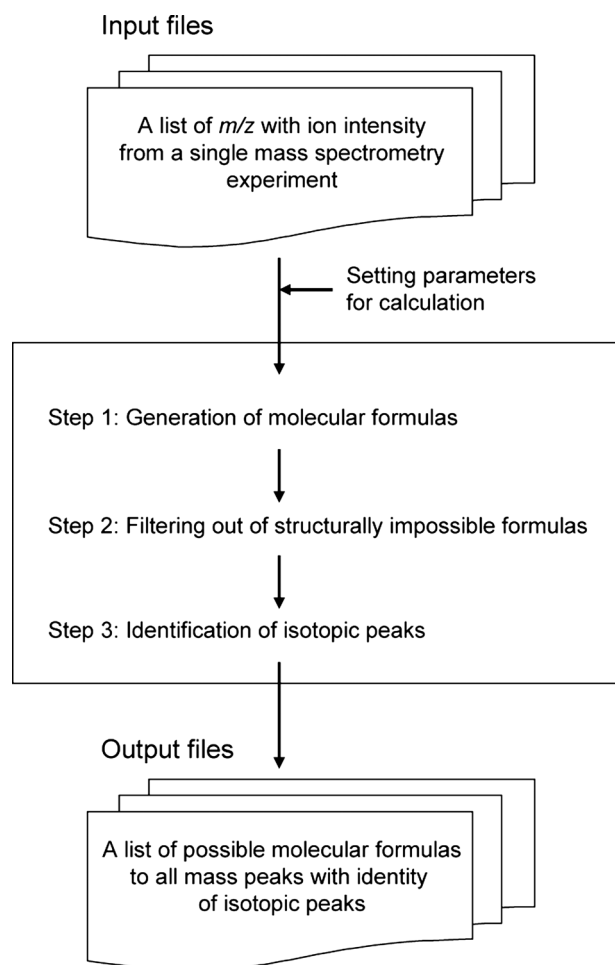 Input files
A list of m/z with ion intensity
from a single mass spectrometry
experiment
Setting parameters
for calculation
Step 1: Generation of molecular formulas
Step 2: Filtering out of structurally impossible formulas
Step 3: Identification of isotopic peaks
Output files
A list of possible molecular formulas
to all mass peaks with identity
of isotopic peaks